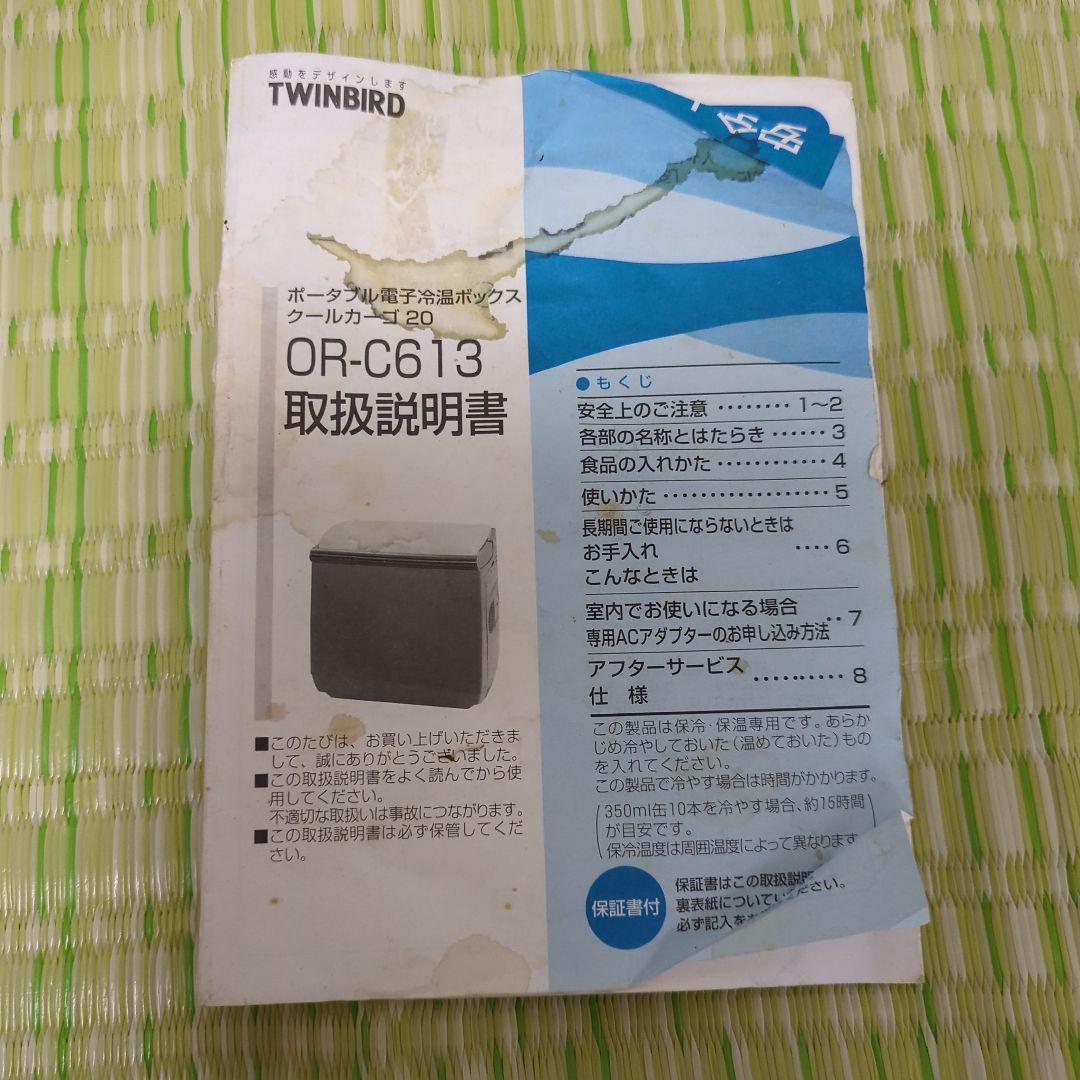 感動をデザインします
TWINBIRD
ポータブル電子冷温ボックス
クールカーゴ 20
OR-C613
取扱説明書
■このたびは、お買い上げいただきま
して、誠にありがとうございました。
■この取扱説明書をよく読んでから使
用してください。
不適切な取扱いは事故につながります。
■この取扱説明書は必ず保管してくだ
さい。
●もくじ
安全上のご注意 ‥‥‥‥ 1〜2
各部の名称とはたらき ‥‥‥ 3
食品の入れかた ‥‥‥‥‥‥ 4
使いかた ‥‥‥‥‥‥‥‥‥ 5
長期間ご使用にならないときは
お手入れ ‥‥ 6
こんなときは
室内でお使いになる場合 ‥ 7
専用ACアダプターのお申し込み方法
アフターサービス ‥‥‥‥‥ 8
仕 様
この製品は保冷・保温専用です。あらか
じめ冷やしておいた(温めておいた)もの
を入れてください。
この製品で冷やす場合は時間がかかります。
(350ml缶10本を冷やす場合、約15時間
が目安です。
保冷温度は周囲温度によって異なります
保証書付
保証書はこの取扱説明
裏表紙について ださい。
必ず記入を